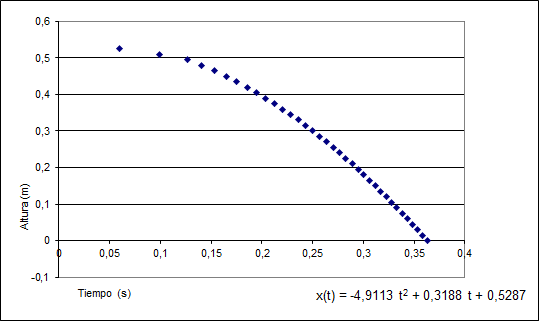 0,6
0,5
0,4
0,3
0,2
0,1
0
-0,1
Altura (m)
0 0,05 0,1 0,15 0,2 0,25 0,3 0,35 0,4
Tiempo (s)
x(t) = -4,9113 t² + 0,3188 t + 0,5287